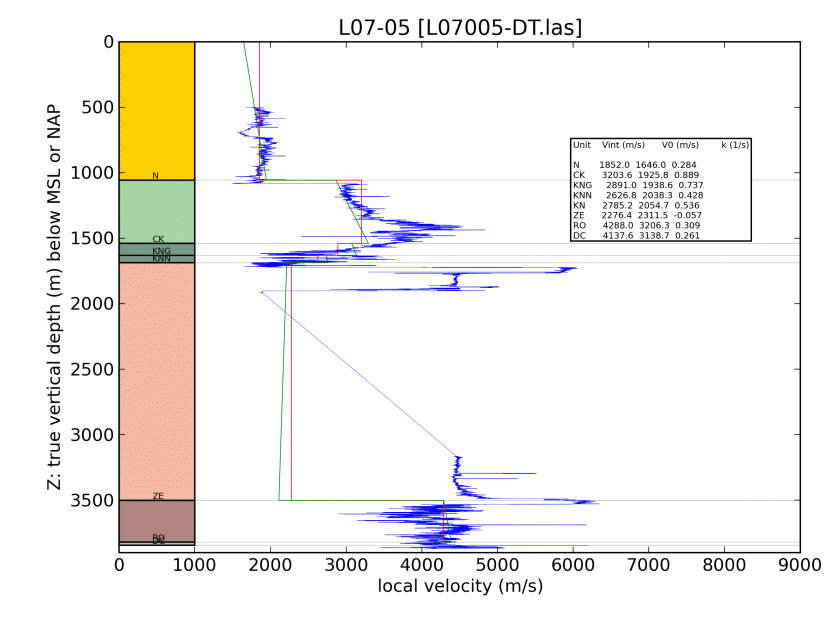 L07-05 [L07005-DT.las]
0
500
1000
1500
2000
2500
3000
3500
Z: true vertical depth (m) below MSL or NAP
N
CK
KNG
KNN
ZE
RO
Unit Vint (m/s) V0 (m/s) k (1/s)
N 1852.0 1646.0 0.284
CK 3203.6 1925.8 0.889
KNG 2891.0 1938.6 0.737
KNN 2626.8 2038.3 0.428
KN 2785.2 2054.7 0.536
ZE 2276.4 2311.5 -0.057
RO 4288.0 3206.3 0.309
DC 4137.6 3138.7 0.261
0 1000 2000 3000 4000 5000 6000 7000 8000 9000
local velocity (m/s)